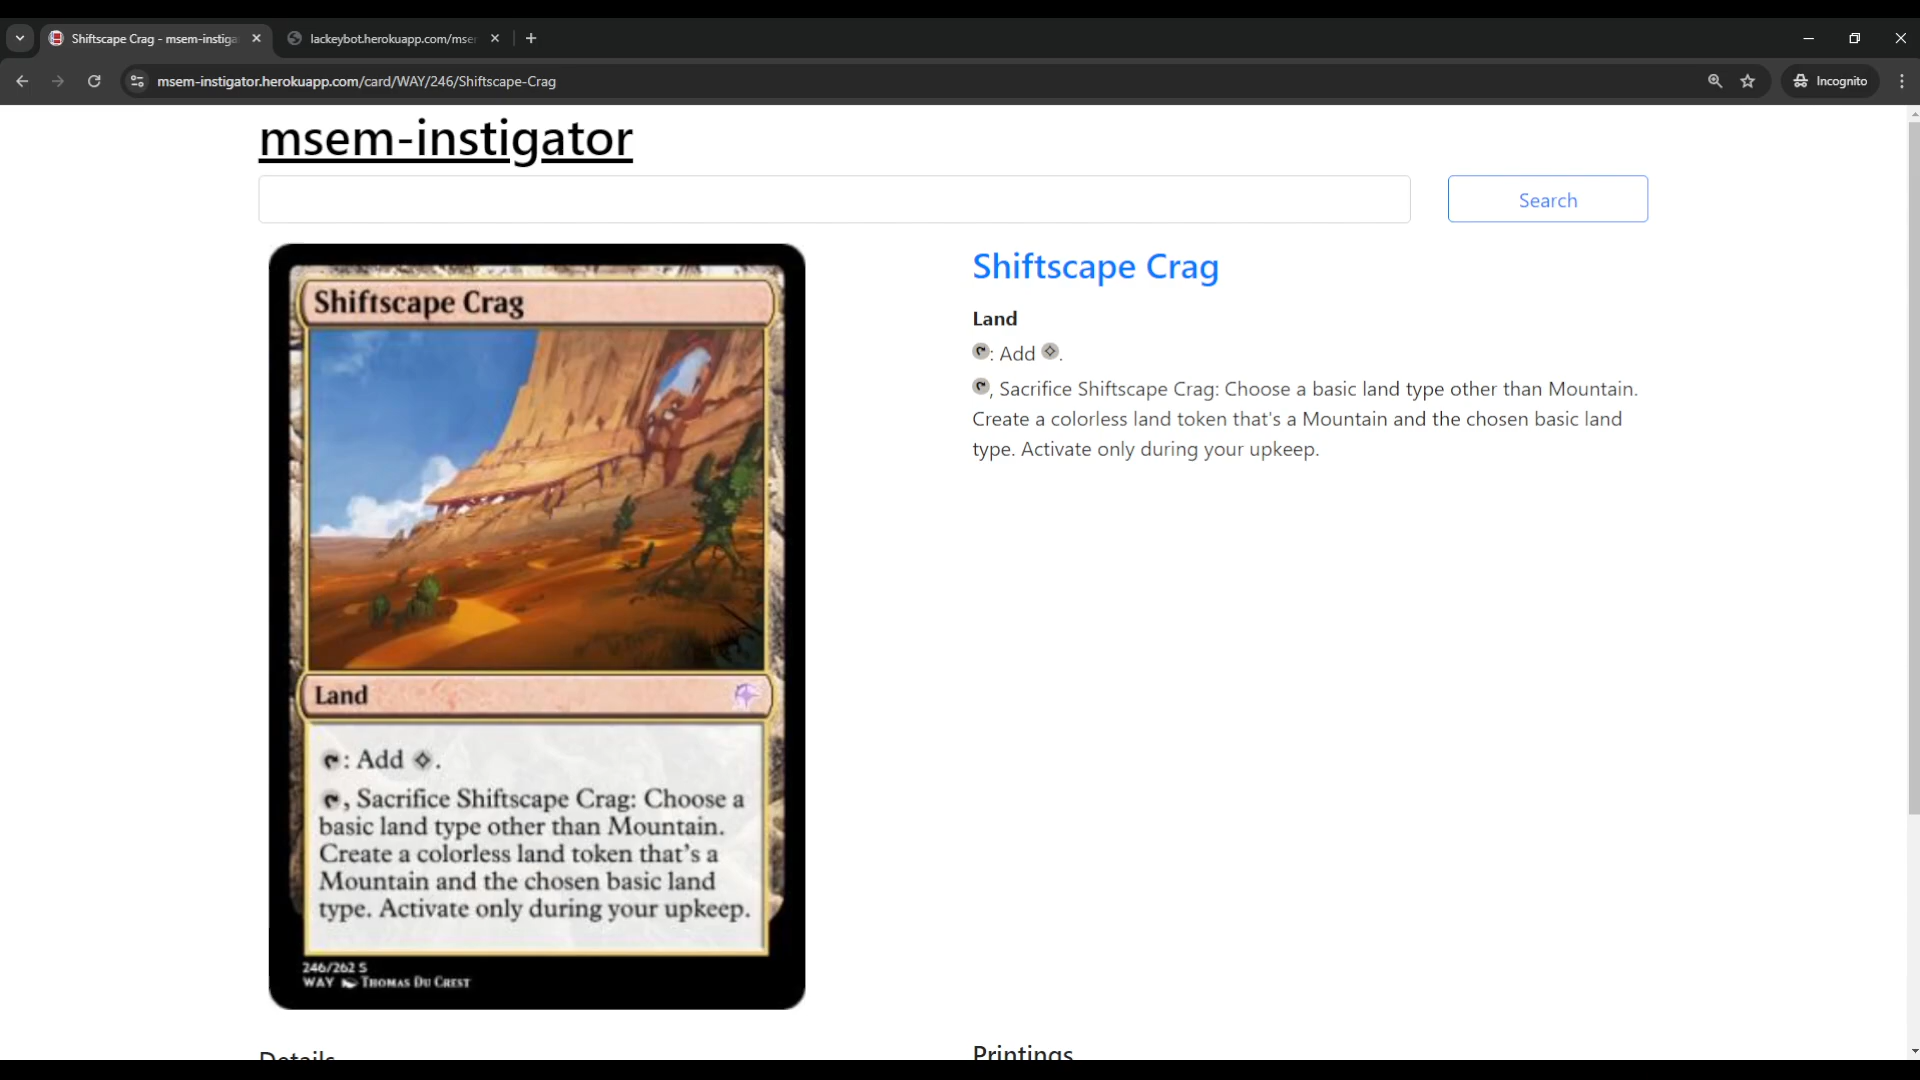 Shiftscape Crag - msem-instiga
lackeybot.herokuapp.com/mse
msem-instigator.herokuapp.com/card/WAY/246/Shiftscape-Crag
Incognito
msem-instigator
Search
Shiftscape Crag
Land
: Add .
, Sacrifice Shiftscape Crag: Choose a
basic land type other than Mountain.
Create a colorless land token that's a
Mountain and the chosen basic land
type. Activate only during your upkeep.
246/262 S
WAY Thomas Du Crest
Shiftscape Crag
Land
: Add .
, Sacrifice Shiftscape Crag: Choose a basic land type other than Mountain.
Create a colorless land token that's a Mountain and the chosen basic land
type. Activate only during your upkeep.
Details
Printings